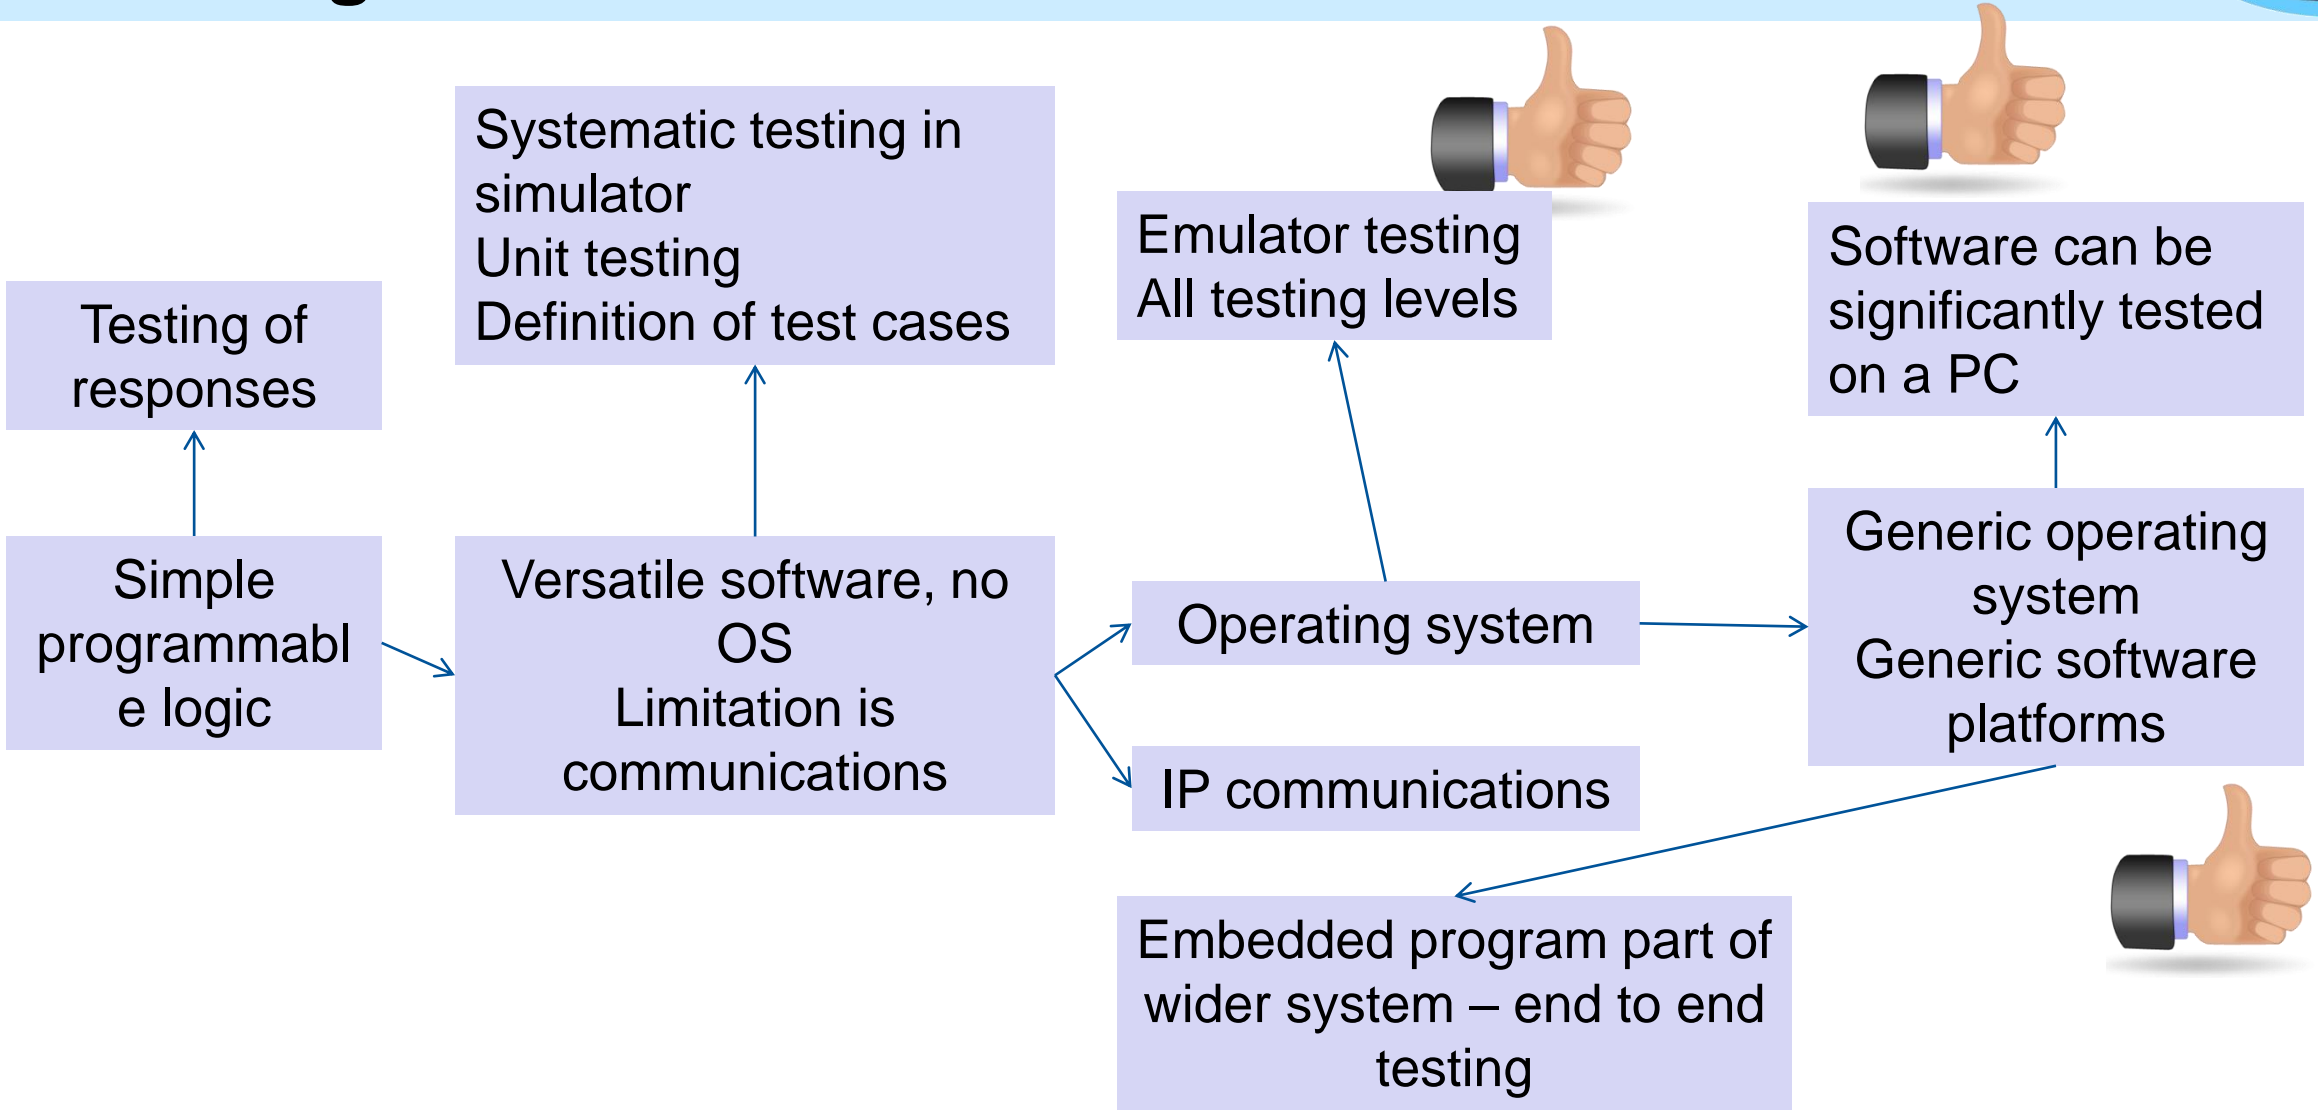 Systematic testing in
simulator
Unit testing
Definition of test cases
Emulator testing
All testing levels
Software can be
significantly tested
on a PC
Testing of
responses
Simple
programmabl
e logic
Versatile software, no
OS
Limitation is
communications
Operating system
IP communications
Generic operating
system
Generic software
platforms
Embedded program part of
wider system – end to end
testing